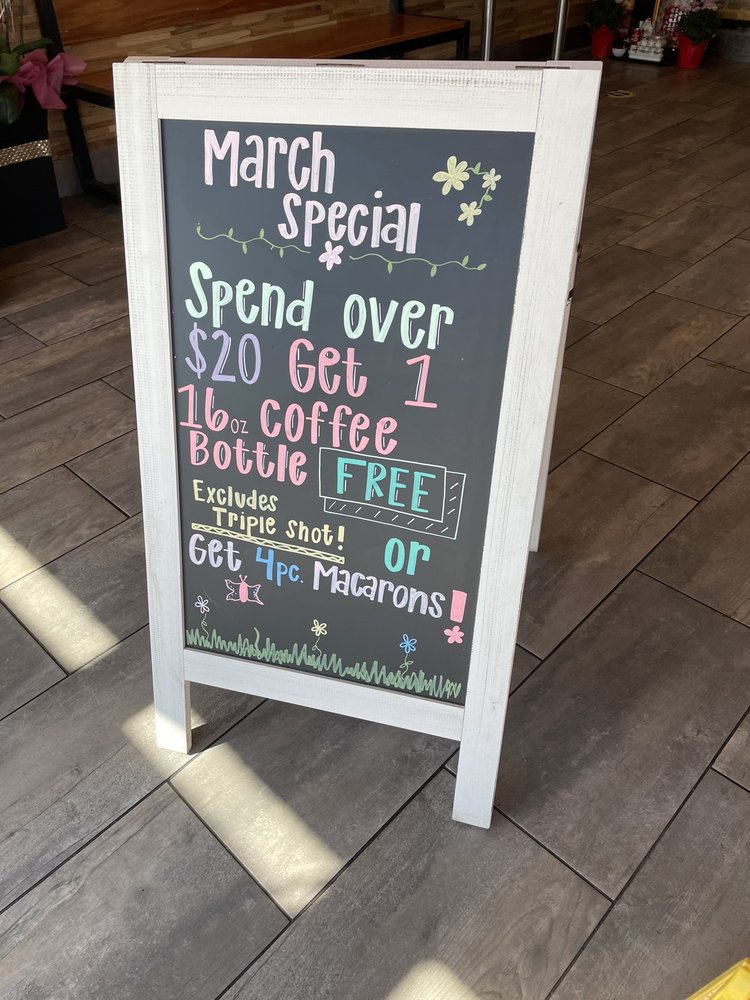 March
Special
Spend over
$20 Get 1
16oz coffee
Bottle FREE
Excludes
Triple shot!
or
Get 4pc. Macarons!